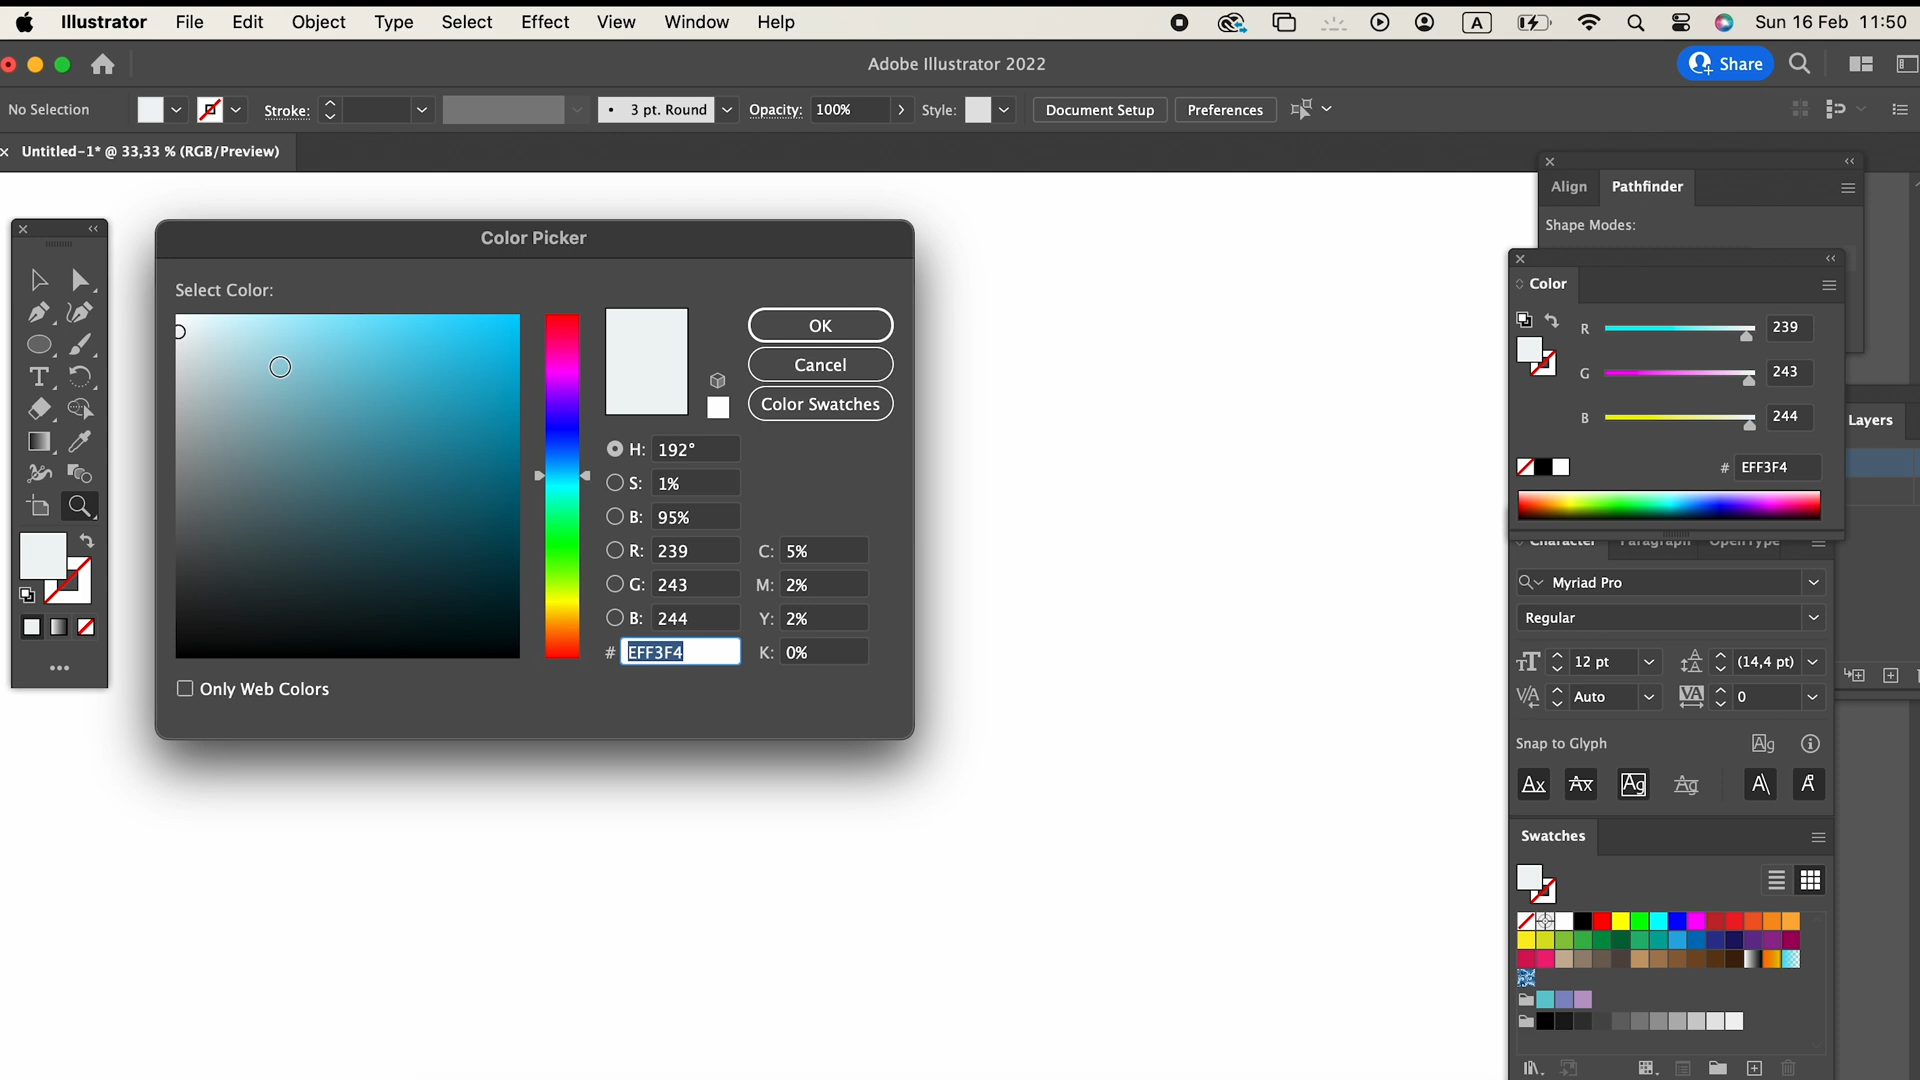 Illustrator File Edit Object Type Select Effect View Window Help A Sun 16 Feb 11:50
Adobe Illustrator 2022 Share
No Selection Stroke: 3 pt. Round Opacity: 100% Style: Document Setup Preferences
Untitled-1* @ 33,33 % (RGB/Preview)
Align Pathfinder
Shape Modes:
Color Picker
Select Color:
OK
Cancel
Color Swatches
H: 192°
S: 1%
B: 95%
R: 239 C: 5%
G: 243 M: 2%
B: 244 Y: 2%
# EFF3F4 K: 0%
Only Web Colors
Color
R 239
G 243
B 244
# EFF3F4
Layers
Character Paragraph OpenType
Myriad Pro
Regular
12 pt (14,4 pt)
Auto 0
Snap to Glyph
Swatches